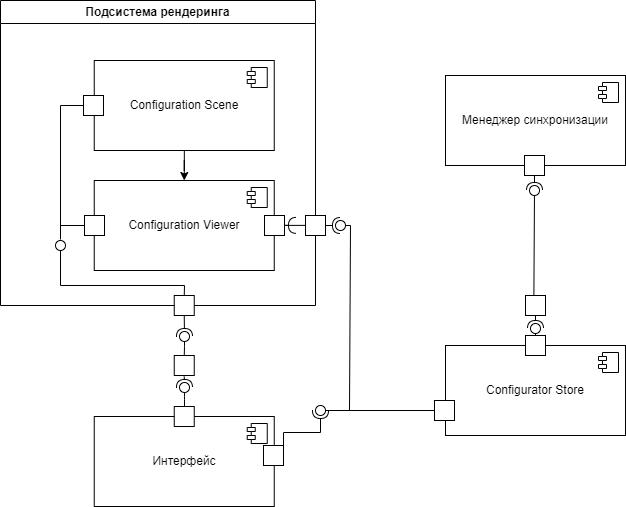 Подсистема рендеринга
Configuration Scene
Менеджер синхронизации
Configuration Viewer
Configurator Store
Интерфейс